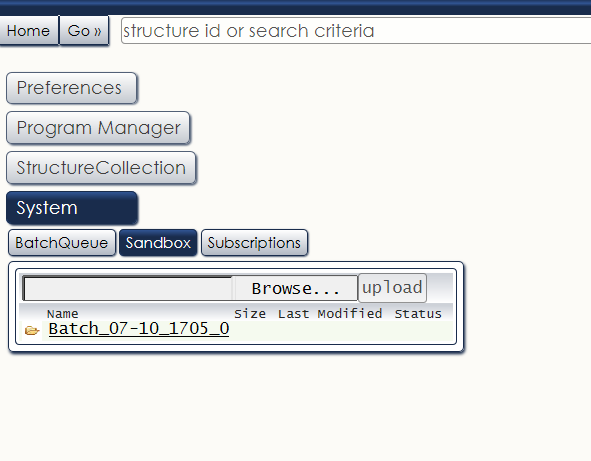 Home Go » structure id or search criteria
Preferences
Program Manager
StructureCollection
System
BatchQueue Sandbox Subscriptions
Browse... upload
Name Size Last Modified Status
Batch_07-10_1705_0